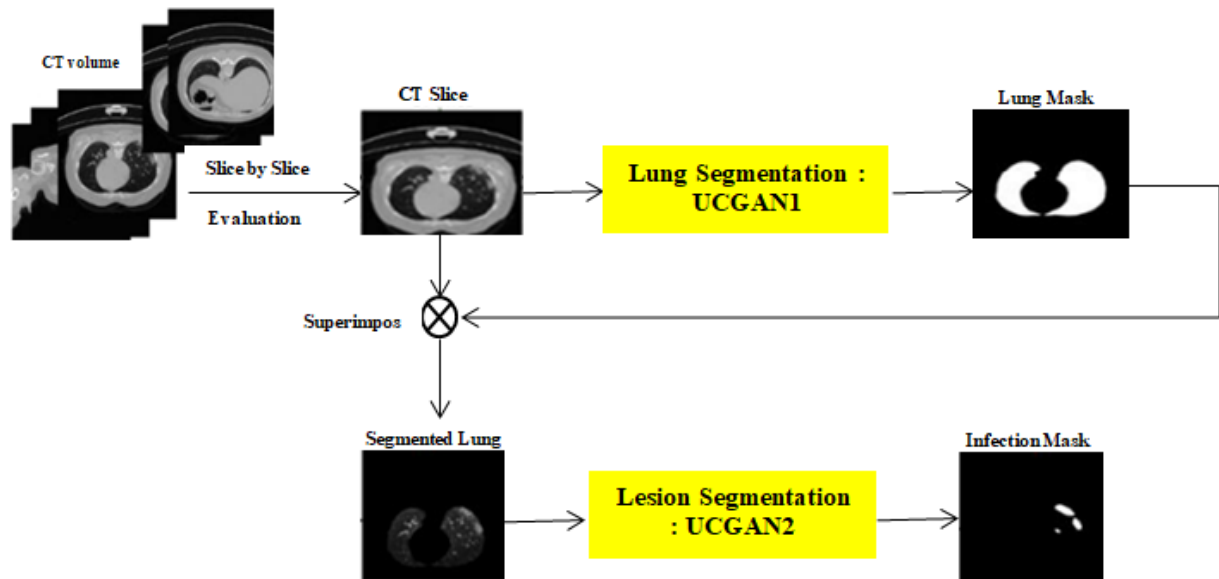 CT volume
CT Slice
Lung Mask
Slice by Slice
Evaluation
Lung Segmentation :
UCGAN1
Superimpos
Segmented Lung
Infection Mask
Lesion Segmentation
: UCGAN2